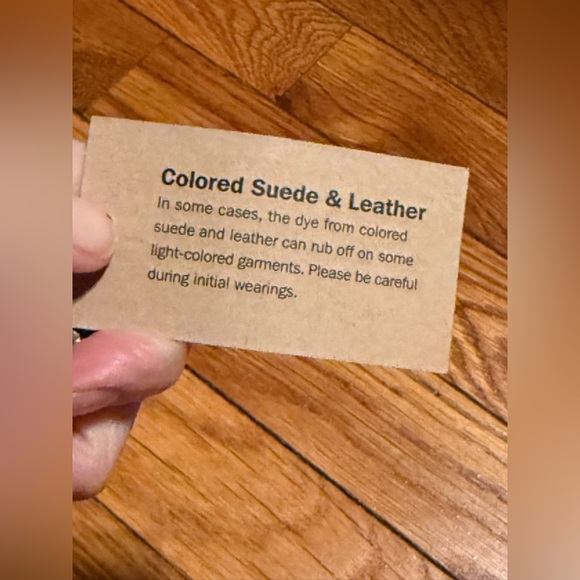 Colored Suede & Leather
In some cases, the dye from colored
suede and leather can rub off on some
light-colored garments. Please be careful
during initial wearings.